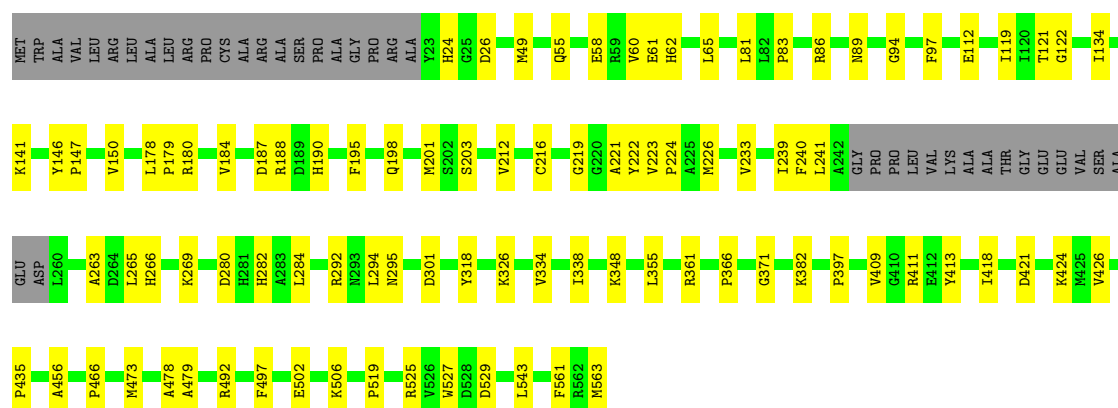 MET TRP ALA VAL LEU ARG LEU LEU ALA LEU ARG PRO CYS ALA ARG ALA SER PRO ALA GLY PRO ARG ALA Y23 H24 G25 D26 M49 Q55 E58 R59 V60 E61 H62 L65 L81 L82 P83 R86 N89 G94 F97 E112 I119 I120 T121 G122 I134
K141 Y146 P147 V150 L178 P179 R180 V184 D187 R188 D189 H190 F195 Q198 M201 S202 S203 V212 C216 G219 G220 A221 Y222 V223 P224 A225 M226 V233 I239 F240 L241 A242 GLY PRO PRO LEU VAL LYS ALA ALA THR GLY GLU GLU VAL SER ALA
GLU ASP L260 A263 D264 L265 H266 K269 D280 H281 H282 A283 L284 R292 N293 L294 N295 D301 Y318 K326 V334 I338 K348 L355 R361 P366 G371 K382 P397 V409 G410 R411 E412 Y413 I418 D421 K424 M425 V426
P435 A456 P466 M473 A478 A479 R492 F497 E502 K506 P519 R525 V526 W527 D528 D529 L543 F561 R562 M563